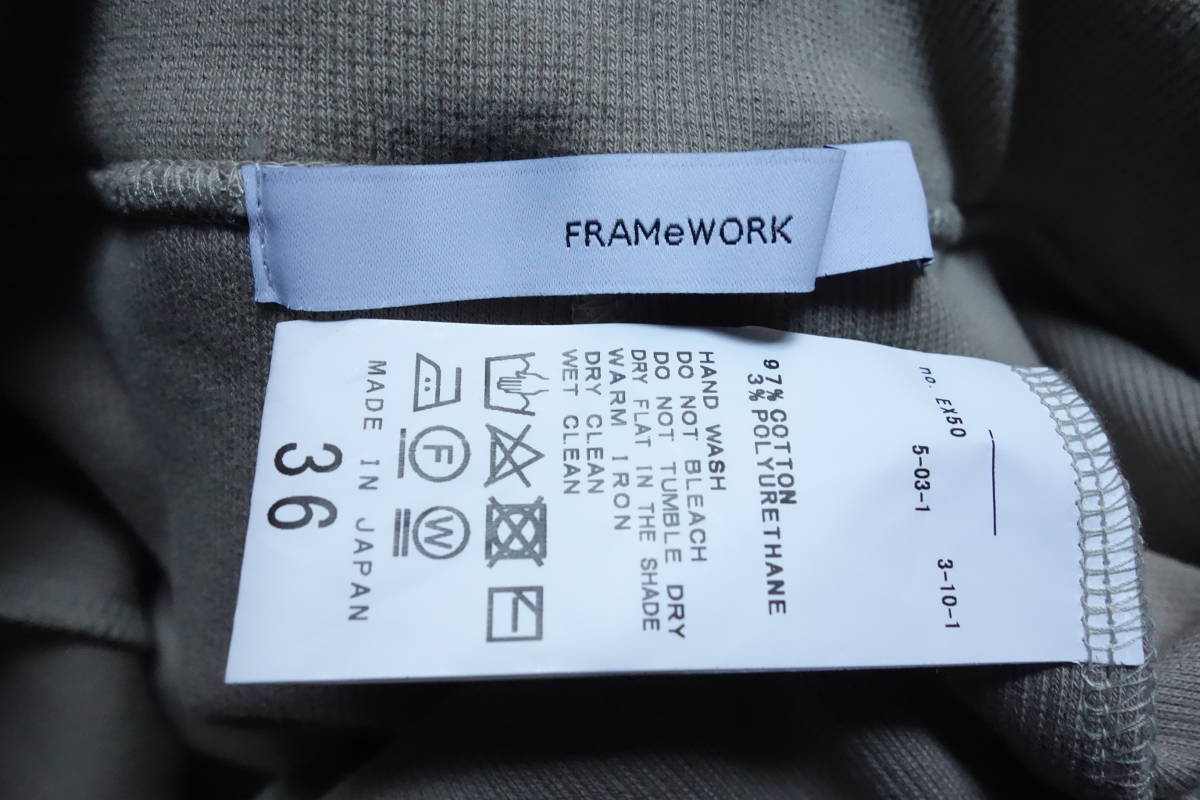 FRAMeWORK
no. EX50
5-03-1
3-10-1
97% COTTON
3% POLYURETHANE
HAND WASH
DO NOT BLEACH
DO NOT TUMBLE DRY
DRY FLAT IN THE SHADE
WARM IRON
DRY CLEAN
WET CLEAN
F
W
MADE IN JAPAN
36